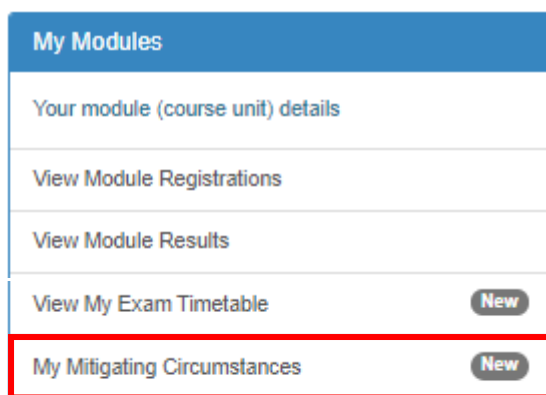 My Modules
Your module (course unit) details
View Module Registrations
View Module Results
View My Exam Timetable New
My Mitigating Circumstances New